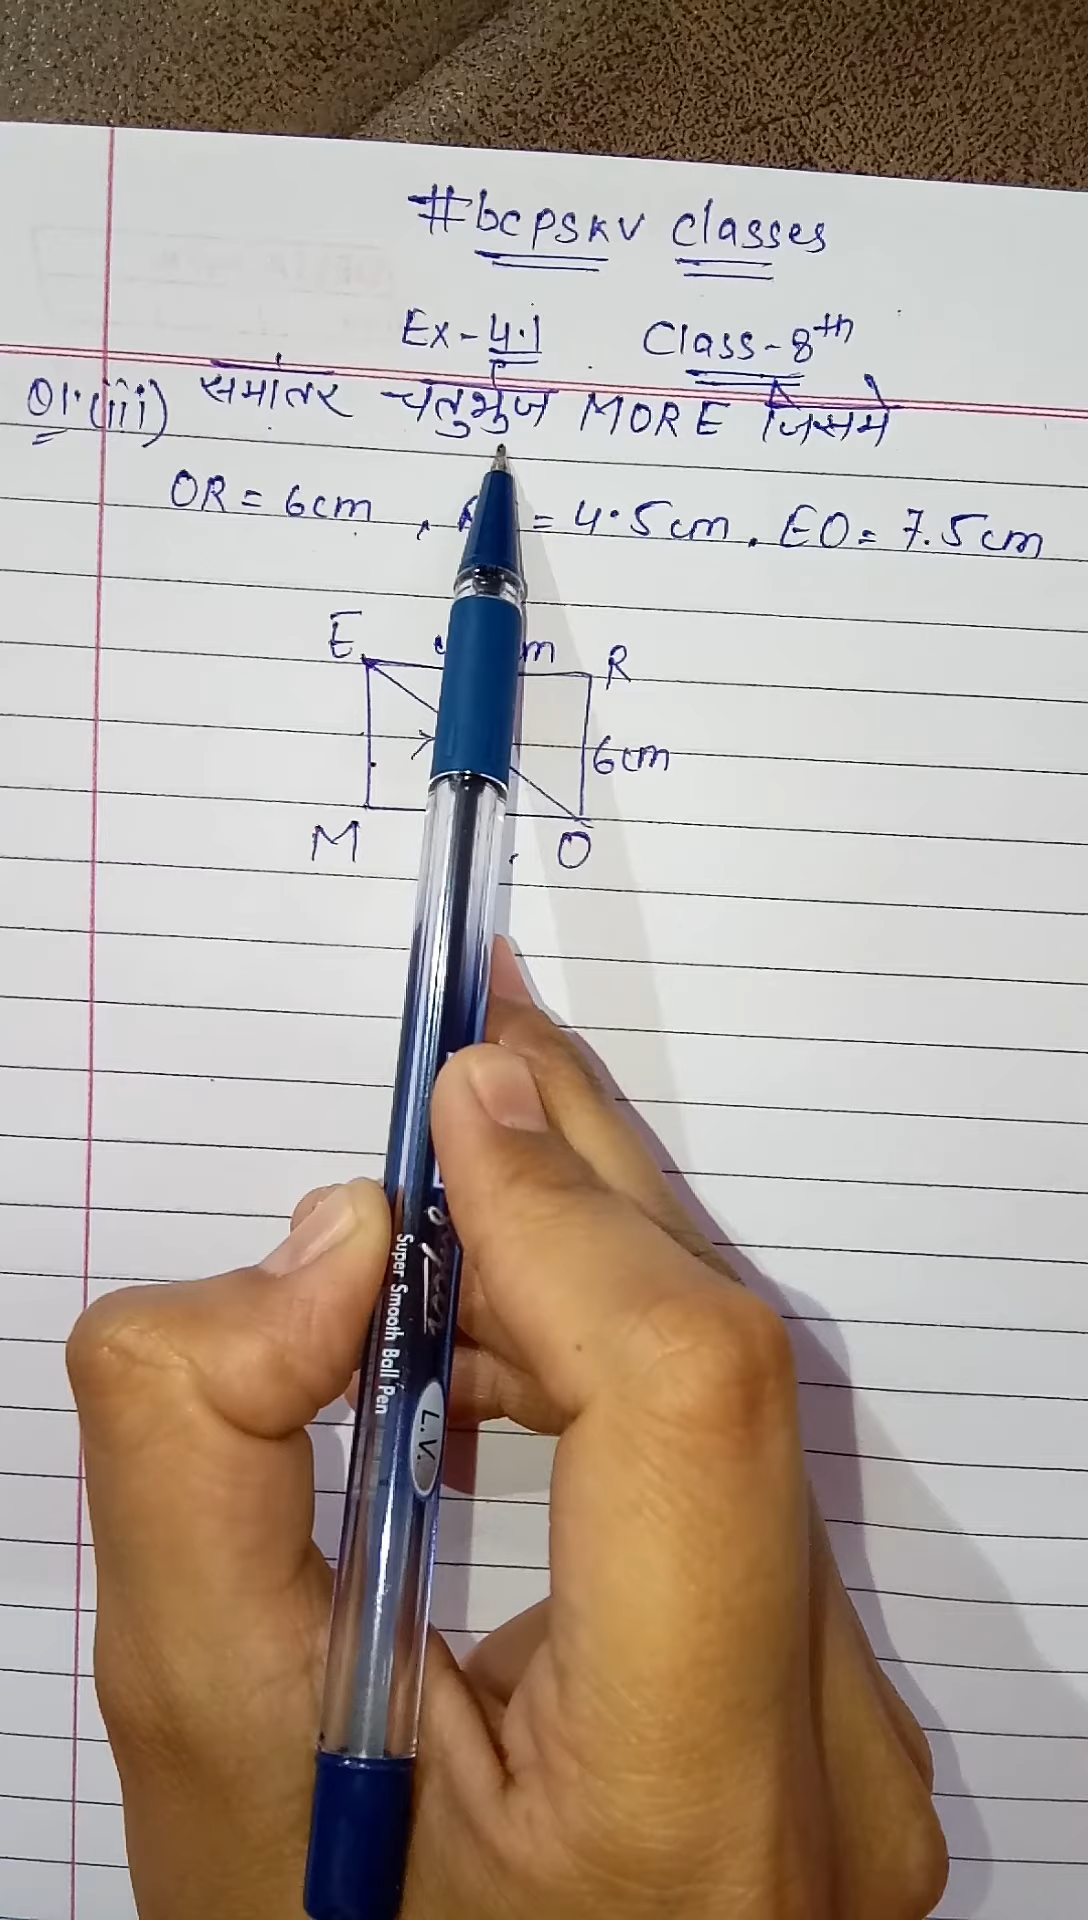 #bcpskv classes
Ex-4.1 Class-8th
Q1.(iii) समांतर चतुर्भुज MORE जिसमे
OR = 6cm , = 4.5cm. EO = 7.5cm
E m R
6cm
M O
Super Smooth Ball Pen
L.V.